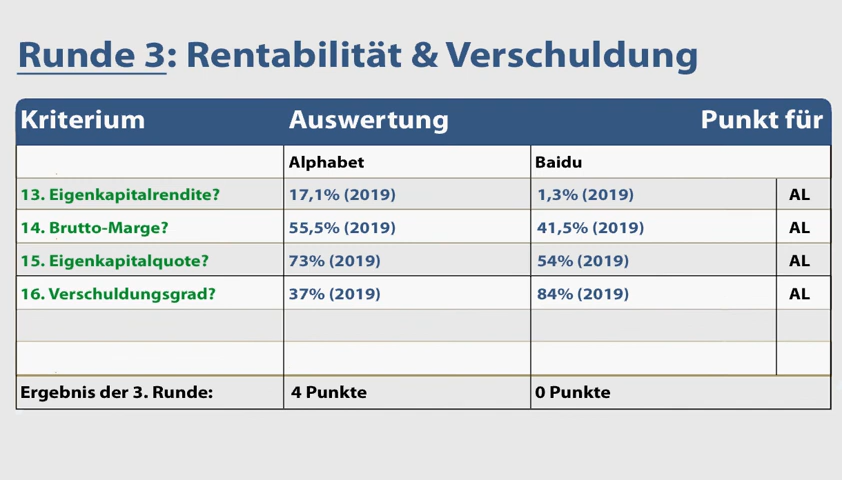 Runde 3: Rentabilität & Verschuldung
Kriterium Auswertung Punkt für
Alphabet Baidu
13. Eigenkapitalrendite? 17,1% (2019) 1,3% (2019) AL
14. Brutto-Marge? 55,5% (2019) 41,5% (2019) AL
15. Eigenkapitalquote? 73% (2019) 54% (2019) AL
16. Verschuldungsgrad? 37% (2019) 84% (2019) AL
Ergebnis der 3. Runde: 4 Punkte 0 Punkte